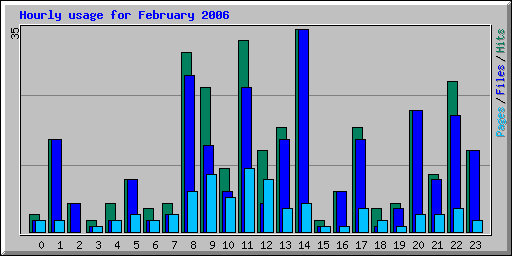 Hourly usage for February 2006
35
Pages / Files / Hits
0 1 2 3 4 5 6 7 8 9 10 11 12 13 14 15 16 17 18 19 20 21 22 23